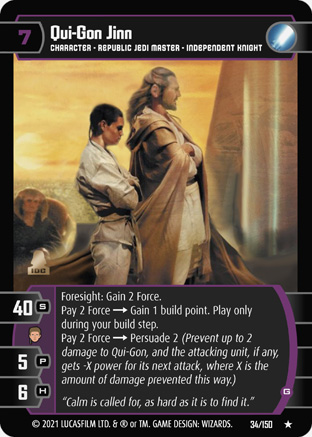 7
Qui-Gon Jinn
CHARACTER • REPUBLIC JEDI MASTER • INDEPENDENT KNIGHT
IDC
40 S
5 P
6 H
Foresight: Gain 2 Force.
Pay 2 Force → Gain 1 build point. Play only
during your build step.
Pay 2 Force → Persuade 2 (Prevent up to 2
damage to Qui-Gon, and the attacking unit, if any,
gets -X power for its next attack, where X is the
amount of damage prevented this way.)
G
“Calm is called for, as hard as it is to find it.”
© 2021 LUCASFILM LTD. & ® or TM. GAME DESIGN: WIZARDS. 34/150 ★